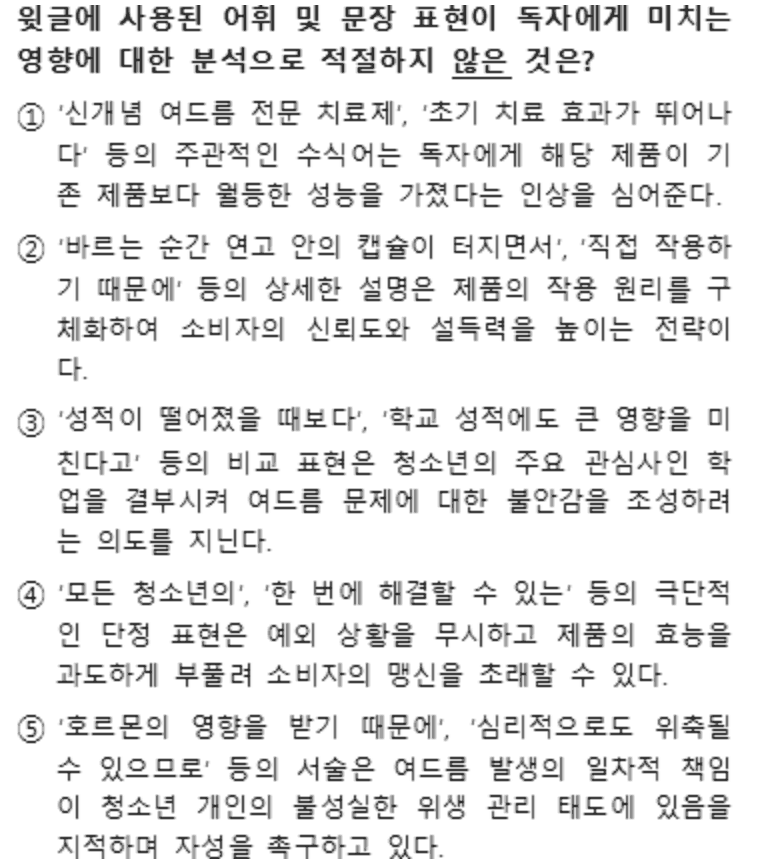 윗글에 사용된 어휘 및 문장 표현이 독자에게 미치는
영향에 대한 분석으로 적절하지 않은 것은?
① '신개념 여드름 전문 치료제', '초기 치료 효과가 뛰어나
다' 등의 주관적인 수식어는 독자에게 해당 제품이 기
존 제품보다 월등한 성능을 가졌다는 인상을 심어준다.
② '바르는 순간 연고 안의 캡슐이 터지면서', '직접 작용하
기 때문에' 등의 상세한 설명은 제품의 작용 원리를 구
체화하여 소비자의 신뢰도와 설득력을 높이는 전략이
다.
③ '성적이 떨어졌을 때보다', '학교 성적에도 큰 영향을 미
친다고' 등의 비교 표현은 청소년의 주요 관심사인 학
업을 결부시켜 여드름 문제에 대한 불안감을 조성하려
는 의도를 지닌다.
④ '모든 청소년의', '한 번에 해결할 수 있는' 등의 극단적
인 단정 표현은 예외 상황을 무시하고 제품의 효능을
과도하게 부풀려 소비자의 맹신을 초래할 수 있다.
⑤ '호르몬의 영향을 받기 때문에', '심리적으로도 위축될
수 있으므로' 등의 서술은 여드름 발생의 일차적 책임
이 청소년 개인의 불성실한 위생 관리 태도에 있음을
지적하며 자성을 촉구하고 있다.